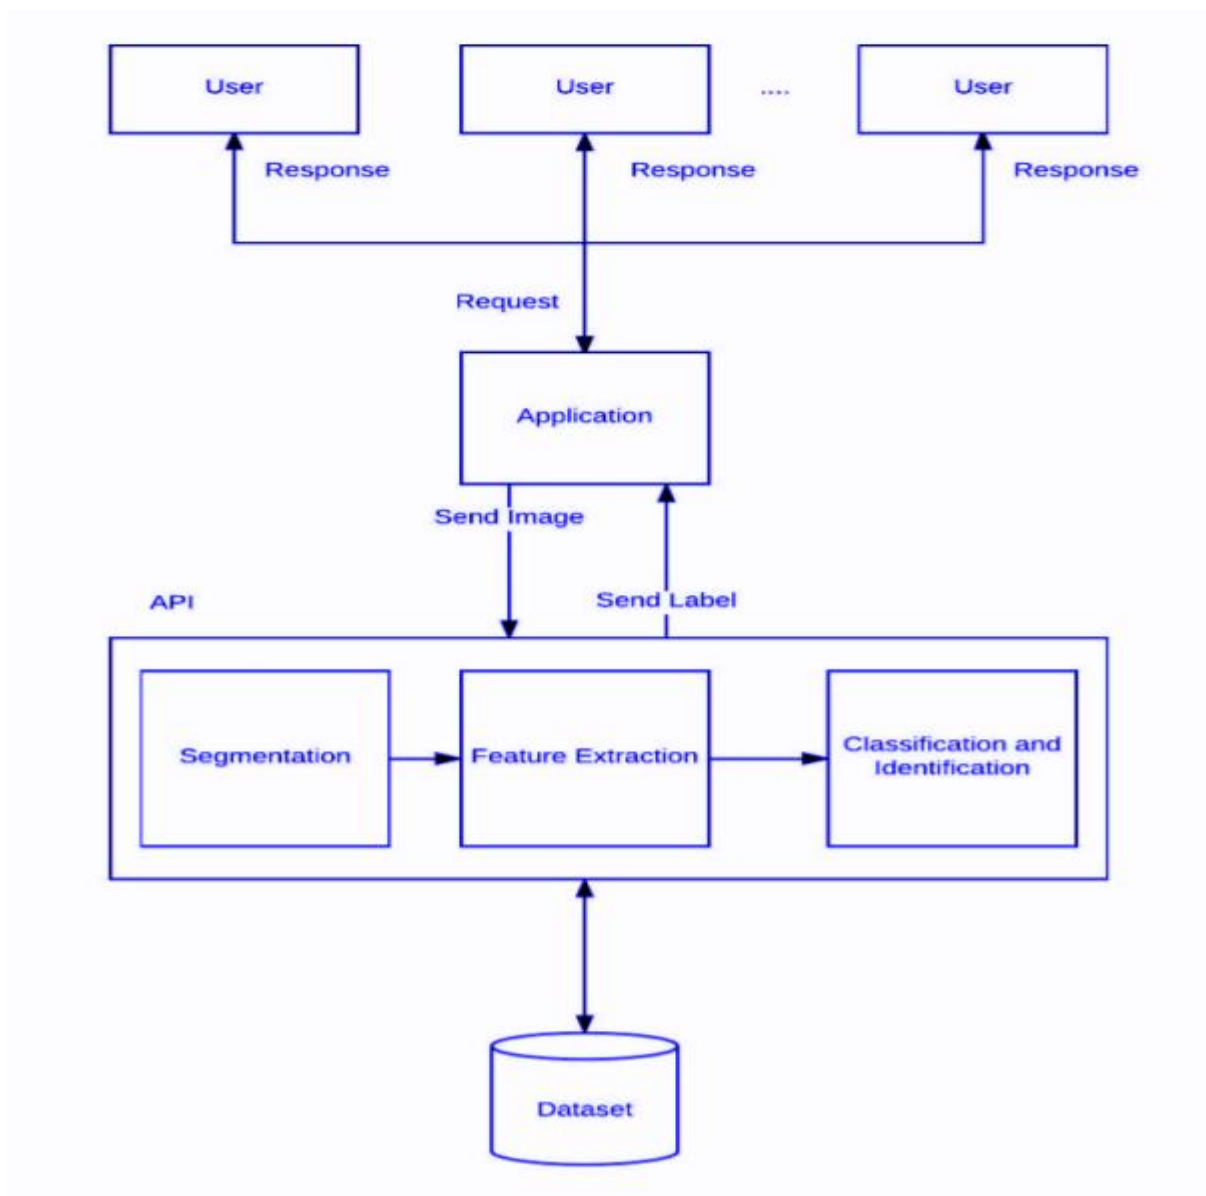 User
User
....
User
Response
Response
Response
Request
Application
Send Image
API
Send Label
Segmentation
Feature Extraction
Classification and
Identification
Dataset